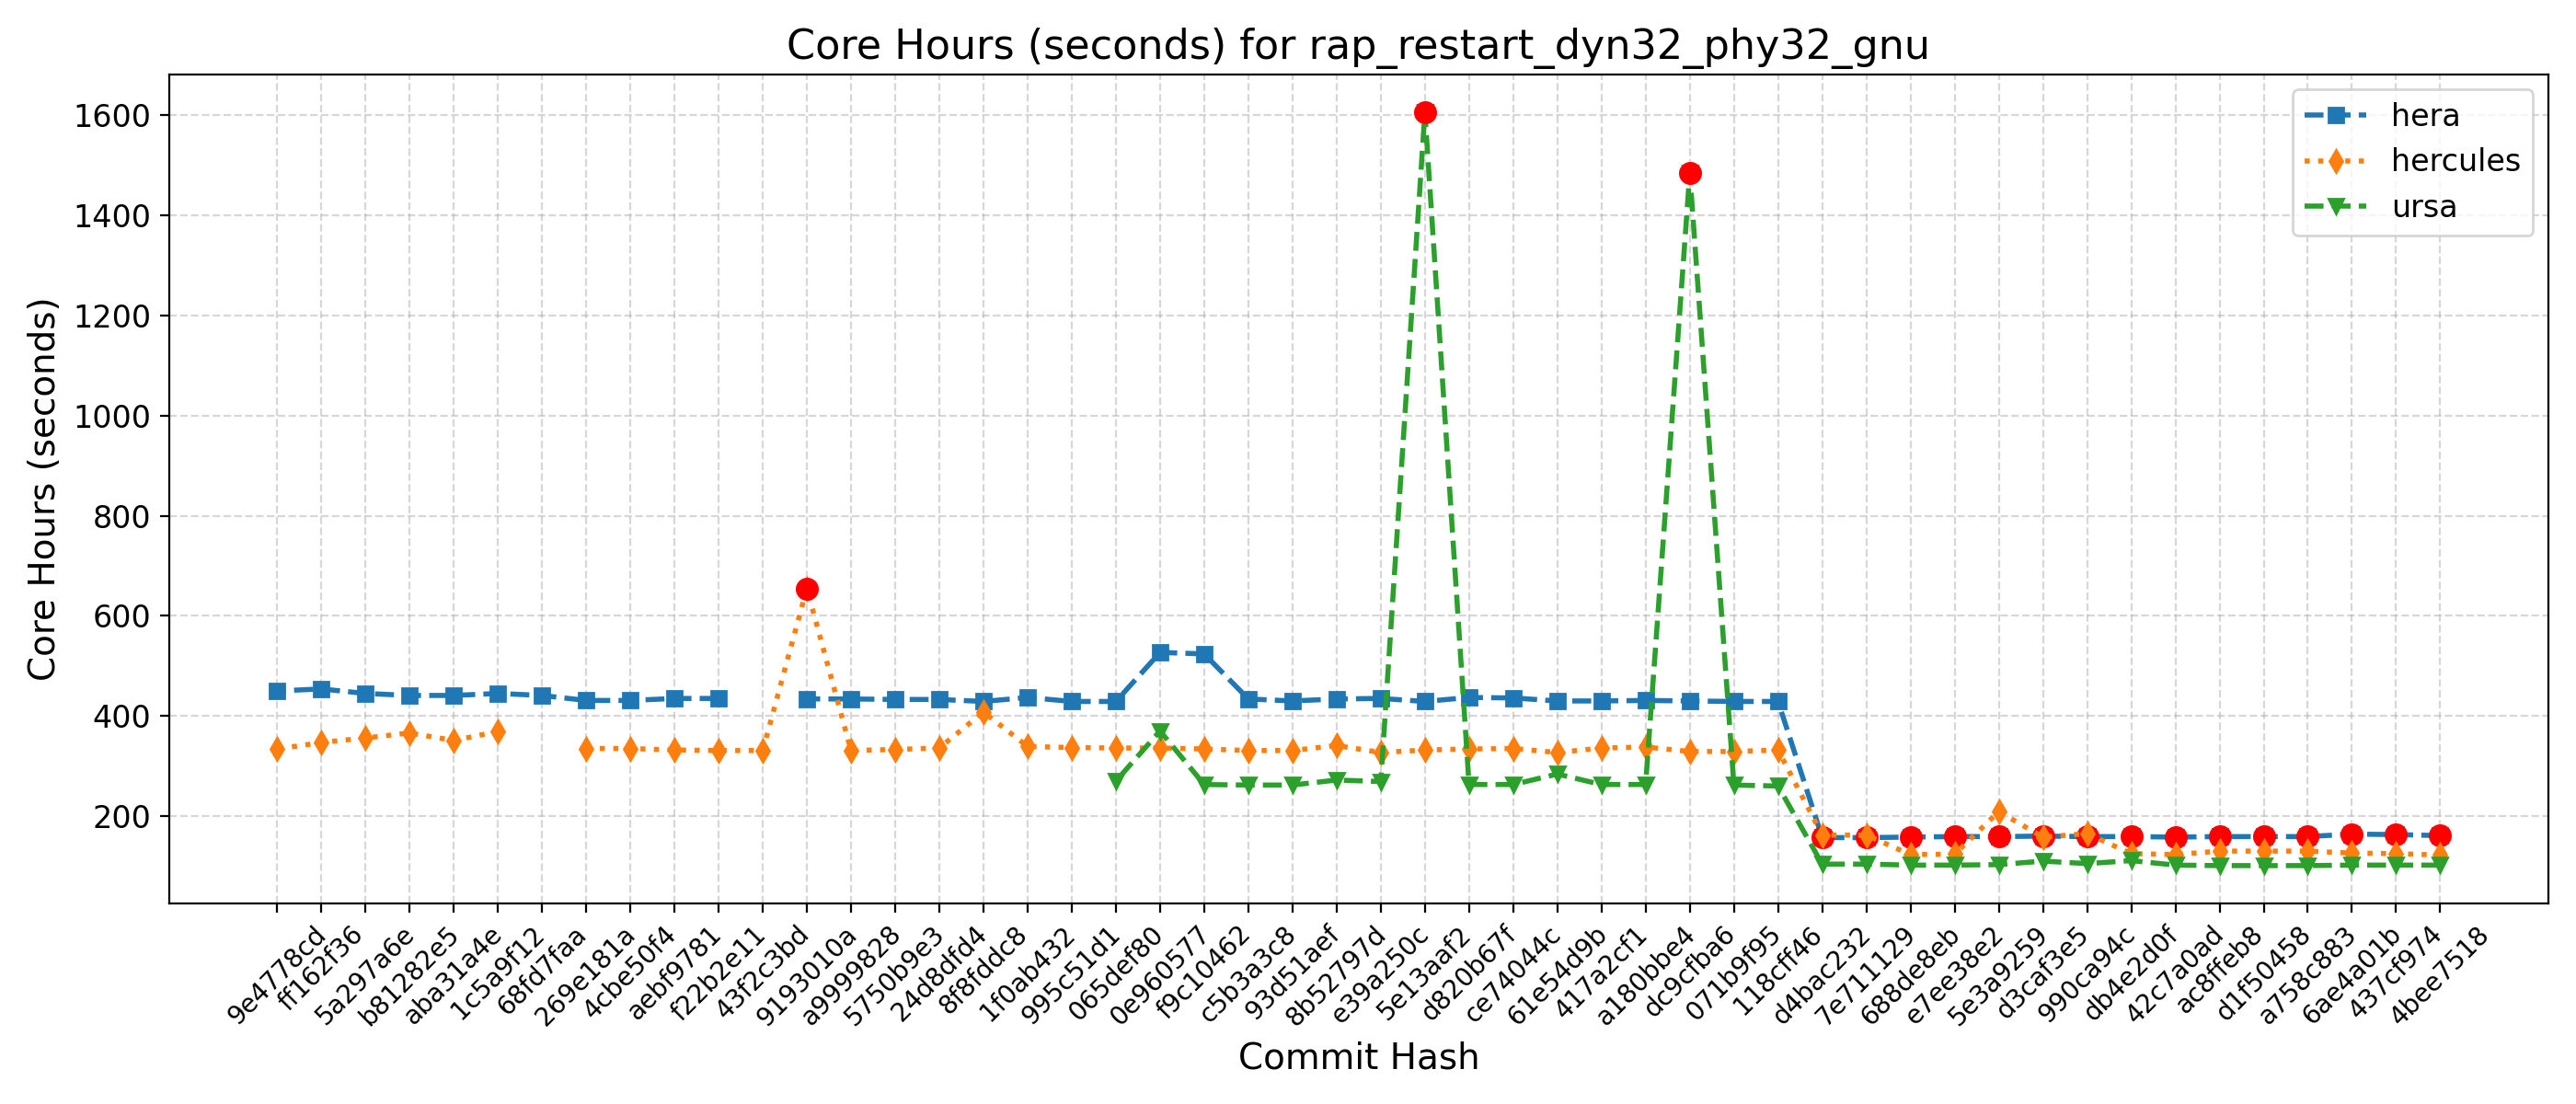 Core Hours (seconds) for rap_restart_dyn32_phy32_gnu
Core Hours (seconds)
1600
1400
1200
1000
800
600
400
200
hera
hercules
ursa
9e4778cd
ff162f36
5a297a6e
b81282e5
aba31a4e
1c5a9f12
68fd7faa
269e181a
4cbe50f4
aebf9781
f22b2e11
43f2c3bd
9193010a
a9999828
5750b9e3
24d8dfd4
8f8fddc8
1f0ab432
995c51d1
065def80
0e960577
f9c10462
c5b3a3c8
93d51aef
8b52797d
e39a250c
5e13aaf2
d820b67f
ce74044c
61e54d9b
417a2cf1
a180bbe4
dc9cfba6
071b9f95
118cff46
d4bac232
7e711129
688de8eb
e7ee38e2
5e3a9259
d3caf3e5
990ca94c
db4e2d0f
42c7a0ad
ac8ffeb8
d1f50458
a758c883
6ae4a01b
437cf974
4bee7518
Commit Hash